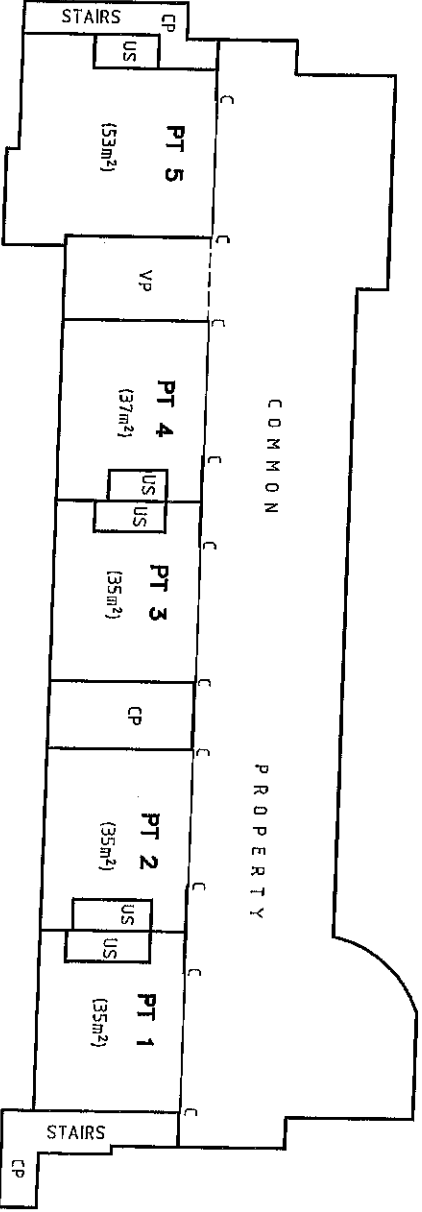 STAIRS
CP
US
C
PT 5
(53m²)
C
VP
C
PT 4
(37m²)
C
US
US
C
PT 3
(35m²)
C
CP
C
PT 2
(35m²)
C
US
US
C
PT 1
(35m²)
C
STAIRS
CP
COMMON PROPERTY